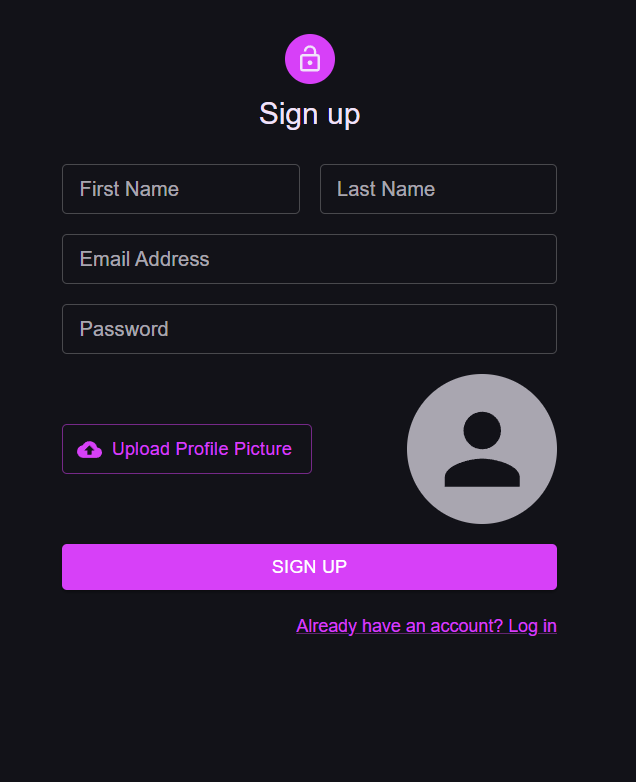 Sign up
First Name
Last Name
Email Address
Password
Upload Profile Picture
SIGN UP
Already have an account? Log in